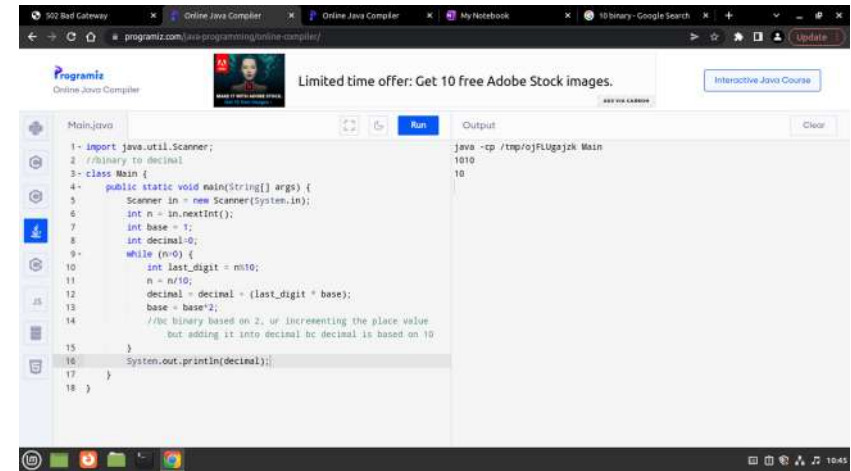 502 Bad Gateway
Online Java Compiler
Online Java Compiler
My Notebook
10 binary - Google Search
programiz.com/java-programming/online-compiler/
Update
Programiz
Online Java Compiler
Limited time offer: Get 10 free Adobe Stock images.
ADS VIA CARBON
Interactive Java Course
Main.java
Run
Output
Clear
1 import java.util.Scanner;
2 //binary to decimal
3 class Main {
4 public static void main(String[] args) {
5 Scanner in = new Scanner(System.in);
6 int n = in.nextInt();
7 int base = 1;
8 int decimal=0;
9 while (n>0) {
10 int last_digit = n%10;
11 n = n/10;
12 decimal = decimal + (last_digit * base);
13 base = base*2;
14 //bc binary based on 2, ur incrementing the place value
but adding it into decimal bc decimal is based on 10
15 }
16 System.out.println(decimal);
17 }
18 }
java -cp /tmp/ojFLUgajzk Main
1010
10
JS
10:45